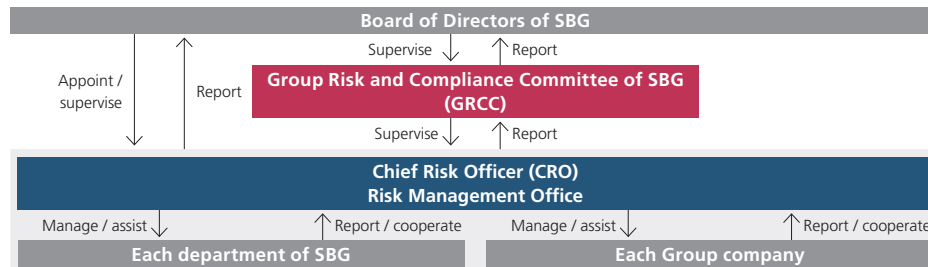 Board of Directors of SBG
Supervise
Report
Appoint /
supervise
Report
Group Risk and Compliance Committee of SBG
(GRCC)
Supervise
Report
Chief Risk Officer (CRO)
Risk Management Office
Manage / assist
Report / cooperate
Manage / assist
Report / cooperate
Each department of SBG
Each Group company